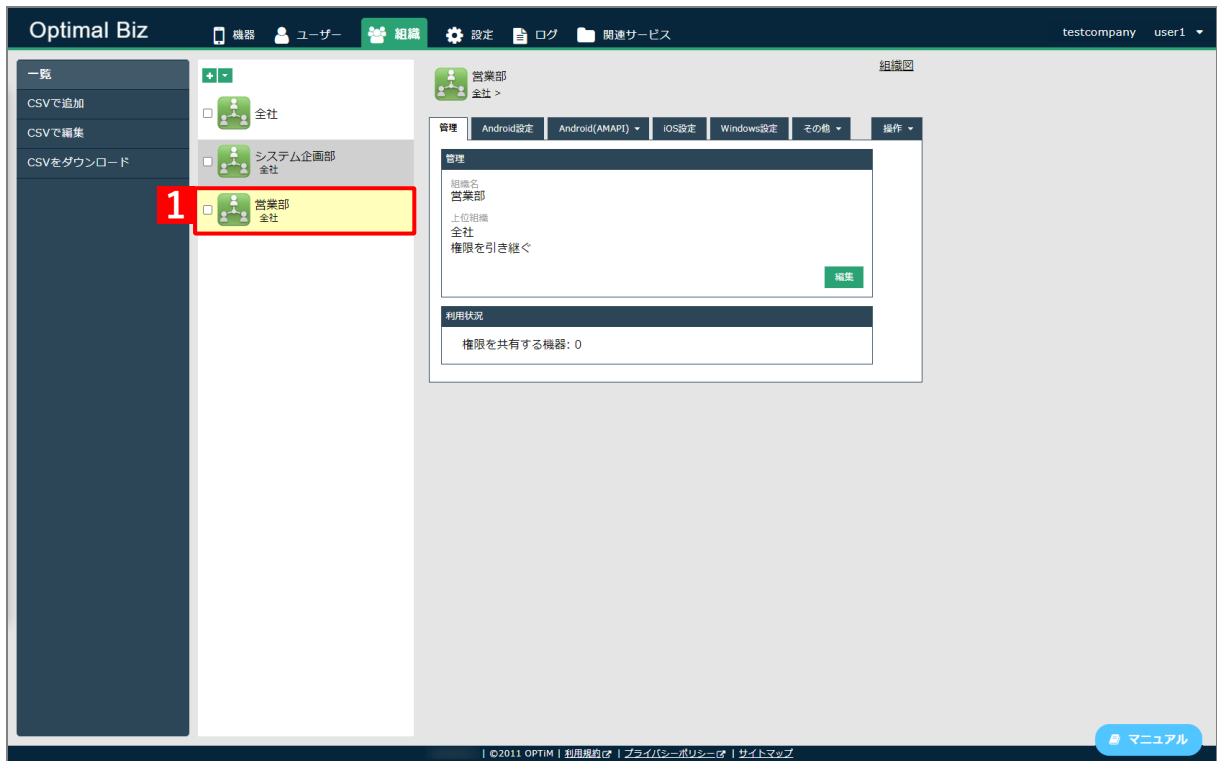 Optimal Biz
機器 ユーザー 組織 設定 ログ 関連サービス
testcompany user1
一覧
CSVで追加
CSVで編集
CSVをダウンロード
全社
システム企画部
全社
1
営業部
全社
営業部
全社 >
組織図
管理 Android設定 Android(AMAPI) iOS設定 Windows設定 その他 操作
管理
組織名
営業部
上位組織
全社
権限を引き継ぐ
編集
利用状況
権限を共有する機器: 0
マニュアル
| ©2011 OPTiM | 利用規約 | プライバシーポリシー | サイトマップ